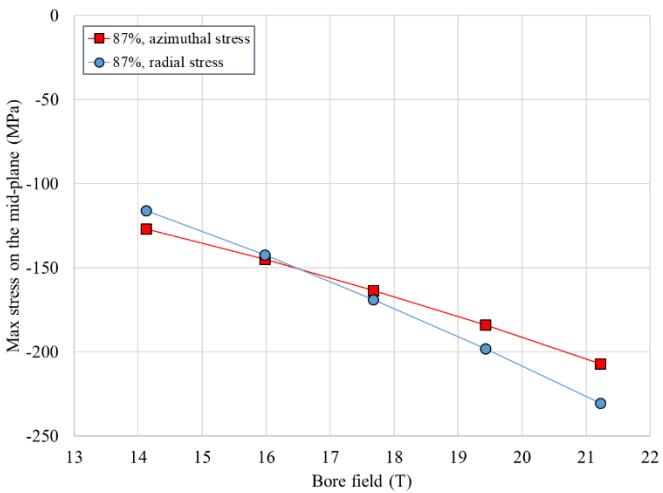 0
-50
-100
-150
-200
-250
Max stress on the mid-plane (MPa)
87%, azimuthal stress
87%, radial stress
13 14 15 16 17 18 19 20 21 22
Bore field (T)